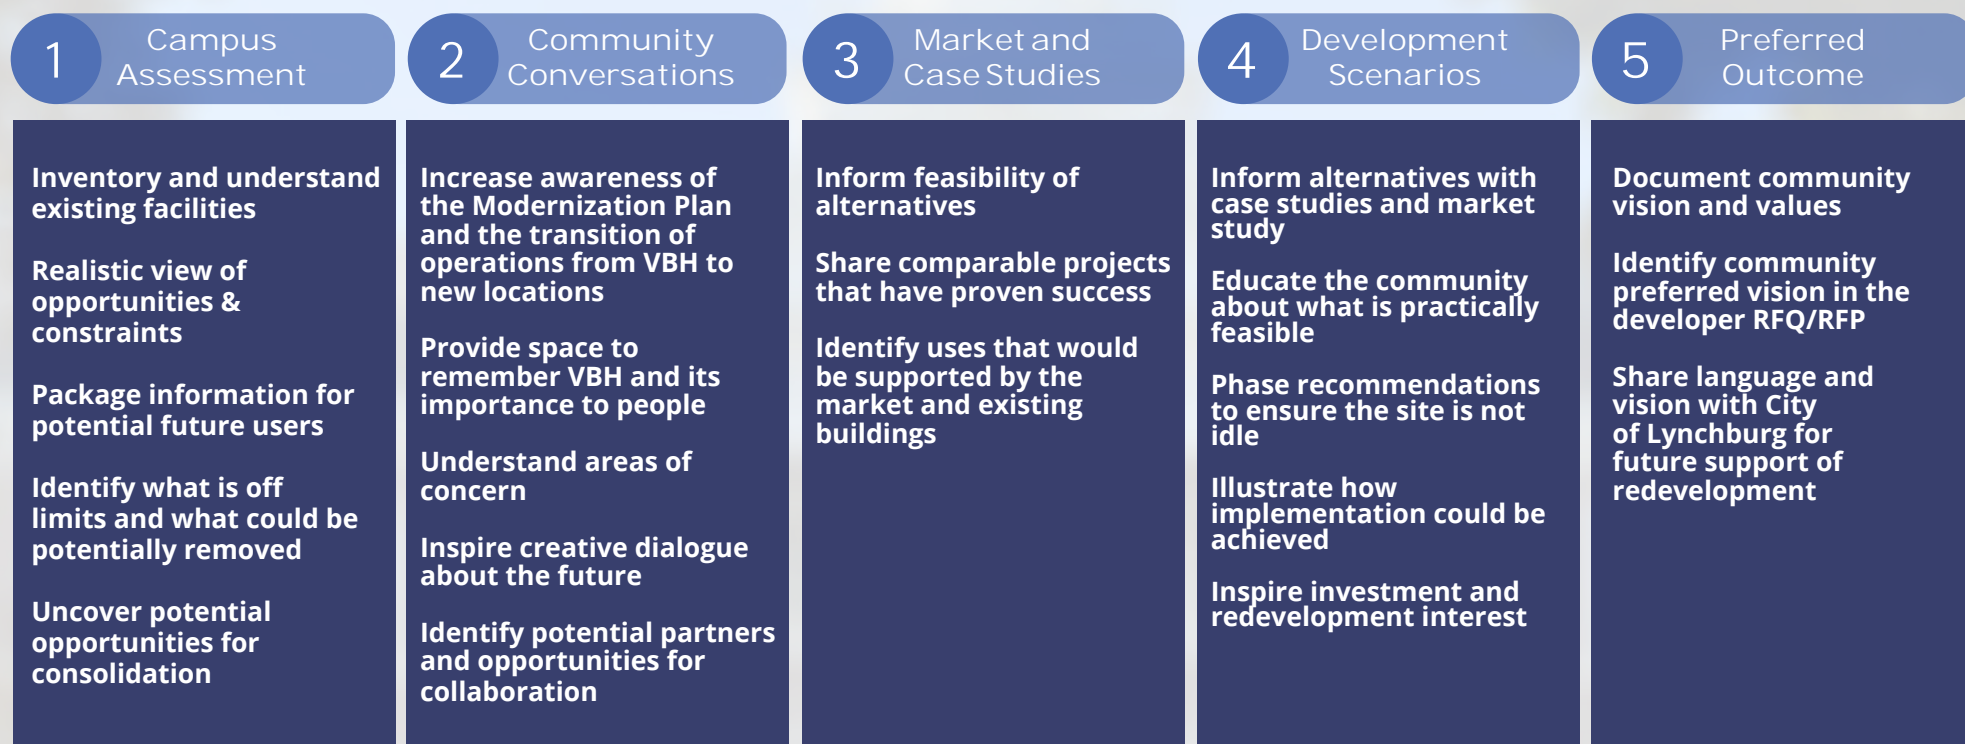 1
Campus
Assessment
Inventory and understand
existing facilities
Realistic view of
opportunities &
constraints
Package information for
potential future users
Identify what is off
limits and what could be
potentially removed
Uncover potential
opportunities for
consolidation
2
Community
Conversations
Increase awareness of
the Modernization Plan
and the transition of
operations from VBH to
new locations
Provide space to
remember VBH and its
importance to people
Understand areas of
concern
Inspire creative dialogue
about the future
Identify potential partners
and opportunities for
collaboration
3
Market and
Case Studies
Inform feasibility of
alternatives
Share comparable projects
that have proven success
Identify uses that would
be supported by the
market and existing
buildings
4
Development
Scenarios
Inform alternatives with
case studies and market
study
Educate the community
about what is practically
feasible
Phase recommendations
to ensure the site is not
idle
Illustrate how
implementation could be
achieved
Inspire investment and
redevelopment interest
5
Preferred
Outcome
Document community
vision and values
Identify community
preferred vision in the
developer RFQ/RFP
Share language and
vision with City
of Lynchburg for
future support of
redevelopment